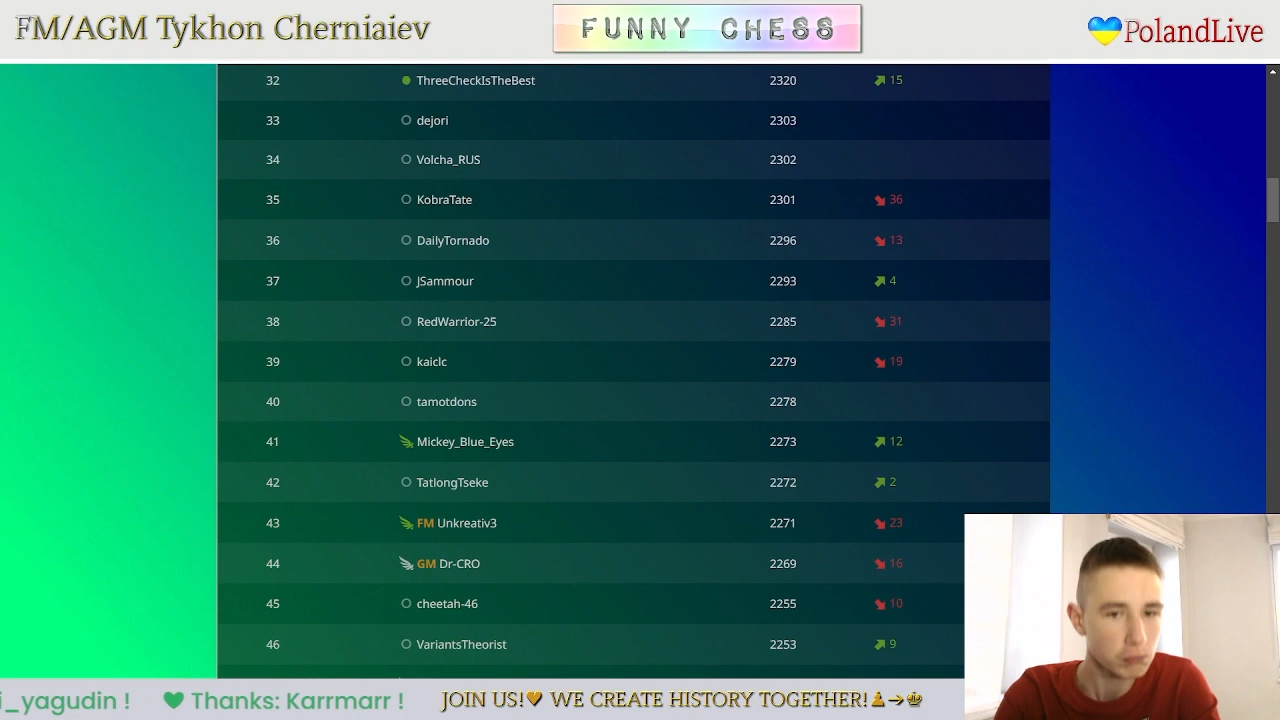 FM/AGM Tykhon Cherniaiev
FUNNY CHESS
PolandLive
32 ThreeCheckIsTheBest 2320 15
33 dejori 2303
34 Volcha_RUS 2302
35 KobraTate 2301 36
36 DailyTornado 2296 13
37 JSammour 2293 4
38 RedWarrior-25 2285 31
39 kaiclc 2279 19
40 tamotdons 2278
41 Mickey_Blue_Eyes 2273 12
42 TatlongTseke 2272 2
43 FM Unkreativ3 2271 23
44 GM Dr-CRO 2269 16
45 cheetah-46 2255 10
46 VariantsTheorist 2253 9
i_yagudin ! Thanks: Karrmarr ! JOIN US! WE CREATE HISTORY TOGETHER!